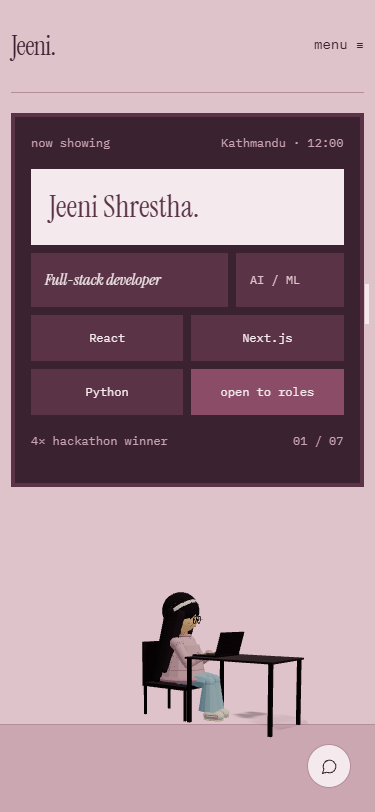 Jeeni.
menu ≡
now showing
Kathmandu · 12:00
Jeeni Shrestha.
Full-stack developer
AI / ML
React
Next.js
Python
open to roles
4× hackathon winner
01 / 07